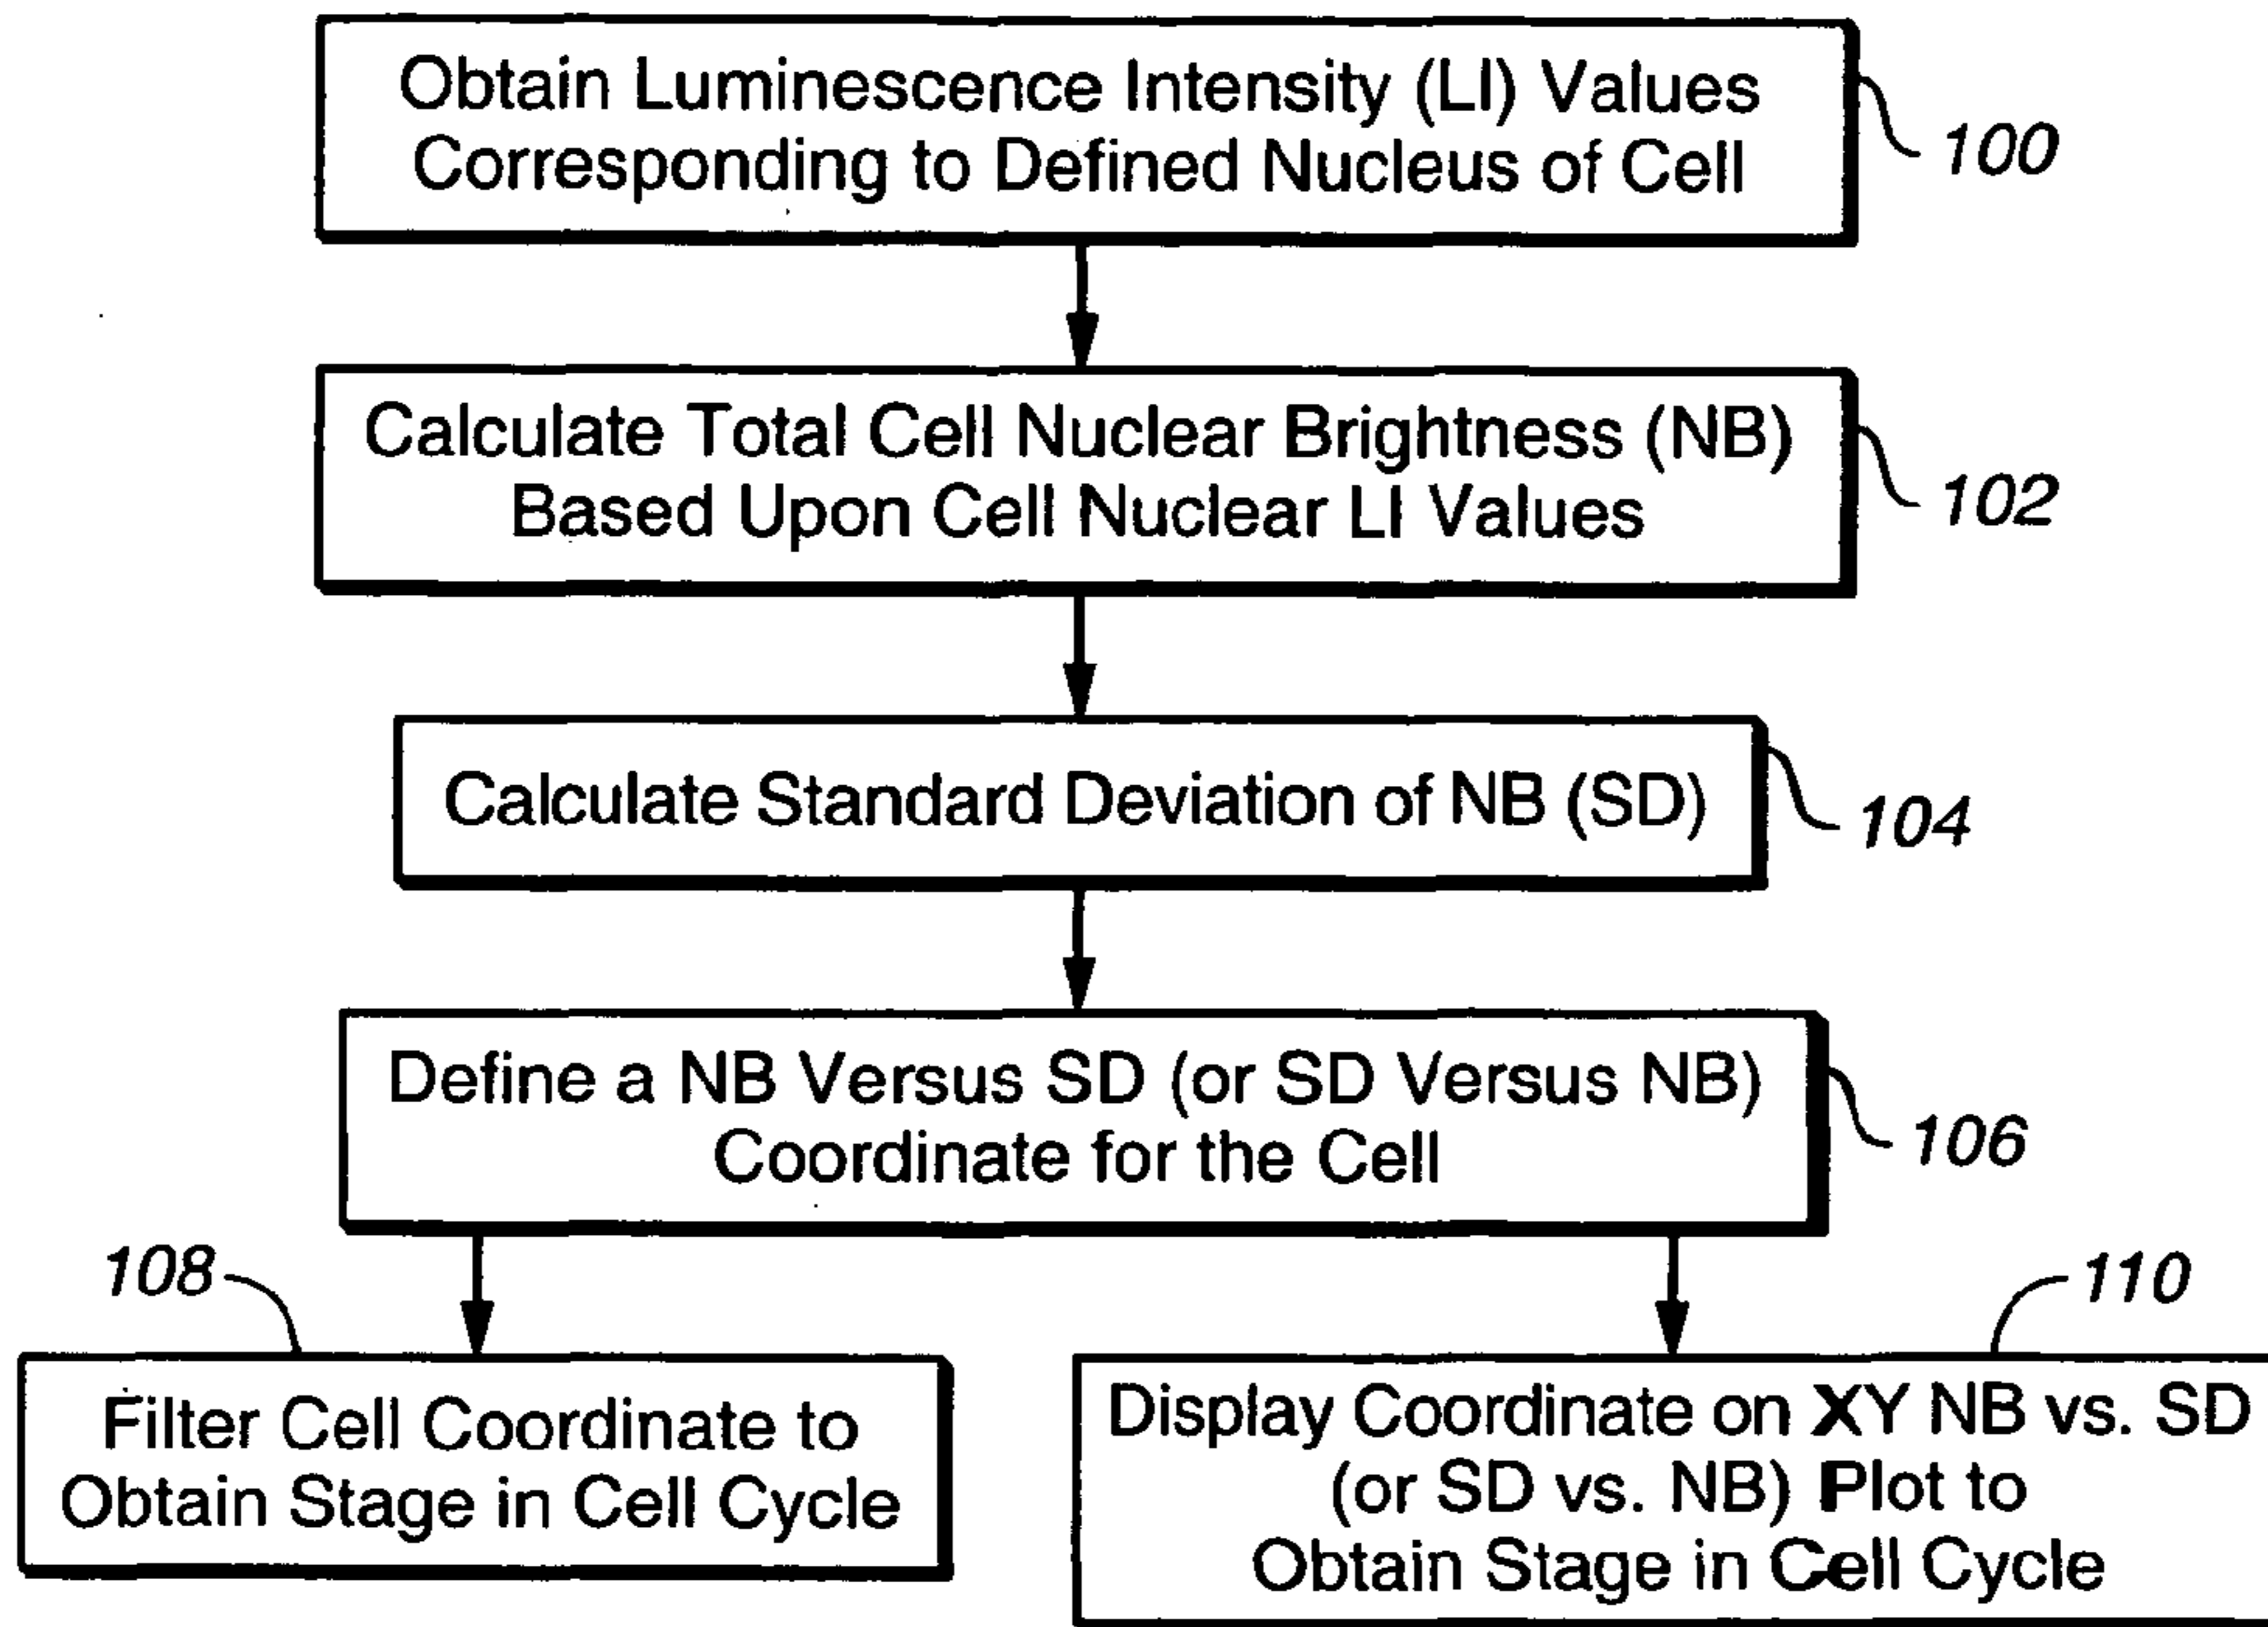 Obtain Luminescence Intensity (LI) Values
Corresponding to Defined Nucleus of Cell
100
Calculate Total Cell Nuclear Brightness (NB)
Based Upon Cell Nuclear LI Values
102
Calculate Standard Deviation of NB (SD)
104
Define a NB Versus SD (or SD Versus NB)
Coordinate for the Cell
106
108
Filter Cell Coordinate to
Obtain Stage in Cell Cycle
110
Display Coordinate on XY NB vs. SD
(or SD vs. NB) Plot to
Obtain Stage in Cell Cycle